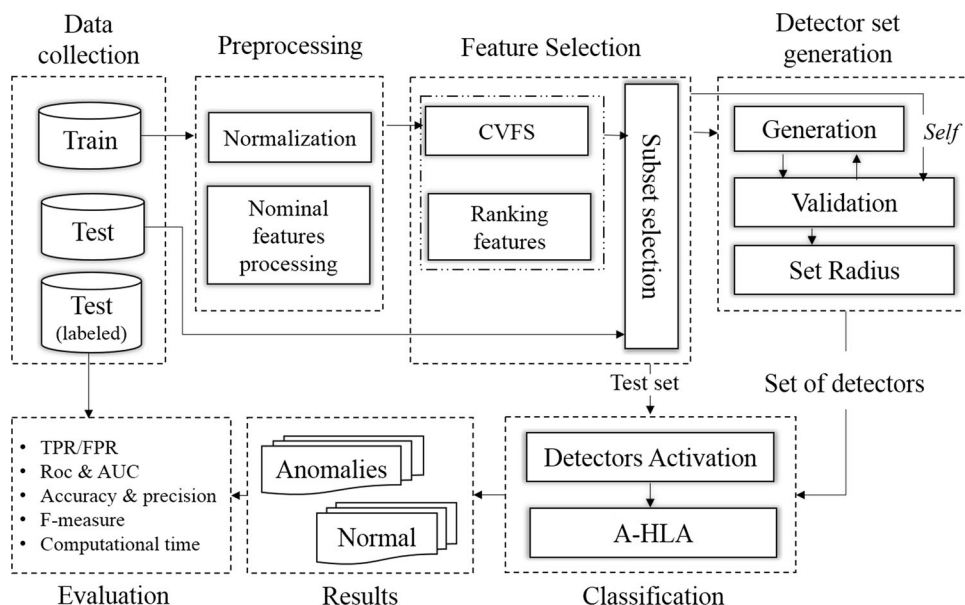 Data
collection
Preprocessing
Feature Selection
Detector set
generation
Train
Test
Test
(labeled)
Normalization
Nominal
features
processing
CVFS
Ranking
features
Subset selection
Generation
Self
Validation
Set Radius
Test set
Set of detectors
• TPR/FPR
• Roc & AUC
• Accuracy & precision
• F-measure
• Computational time
Anomalies
Normal
Detectors Activation
A-HLA
Evaluation
Results
Classification